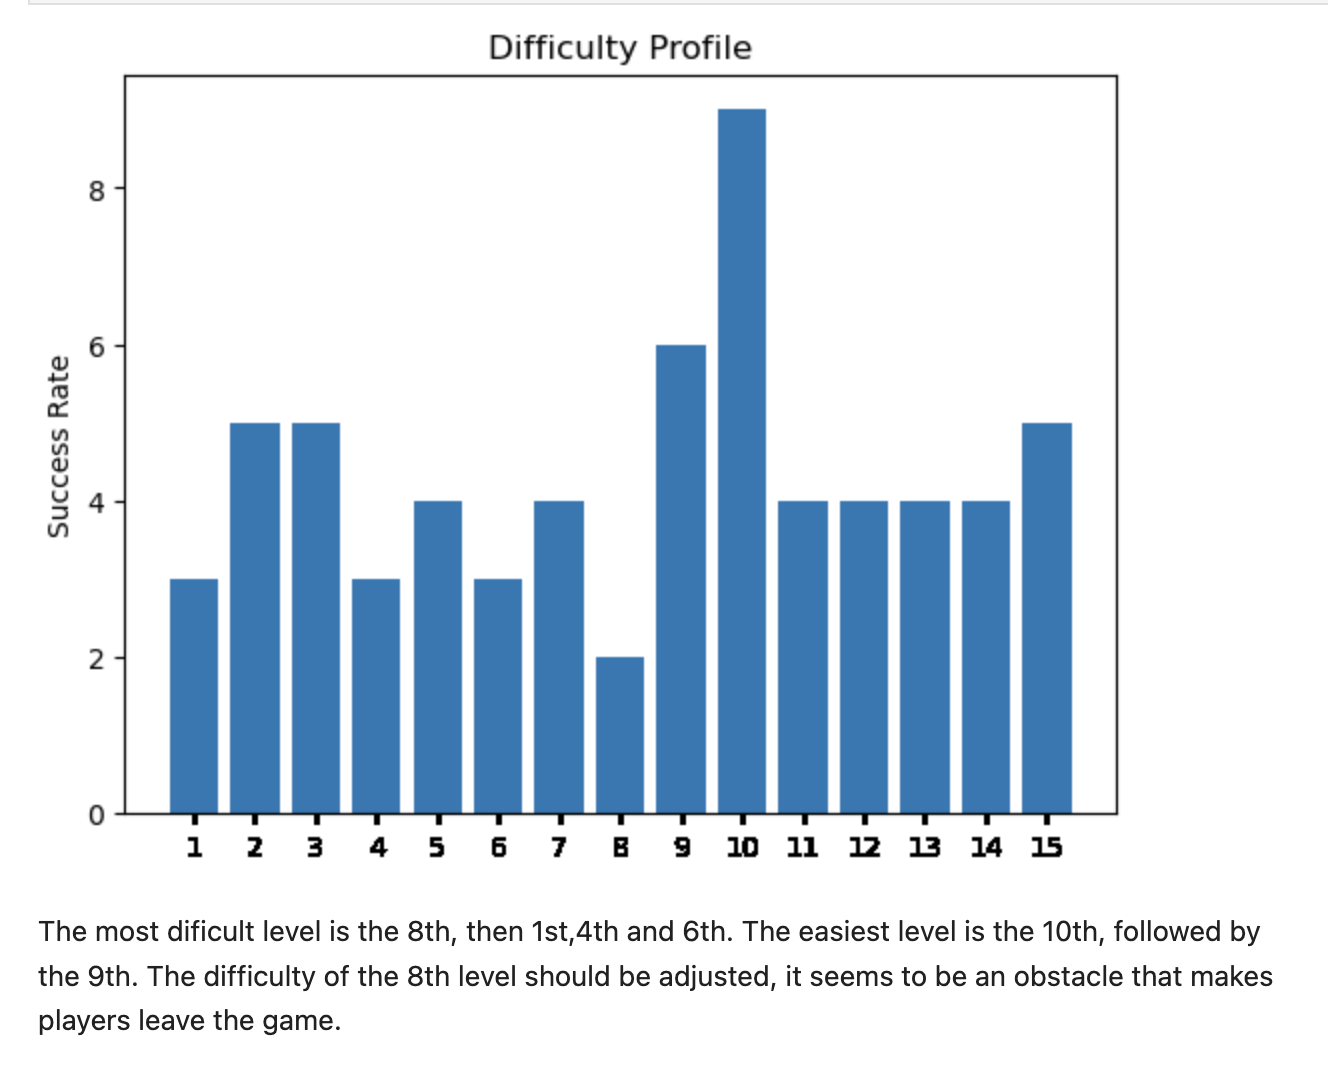 Difficulty Profile
8
6
4
2
0
Success Rate
1 2 3 4 5 6 7 8 9 10 11 12 13 14 15
The most dificult level is the 8th, then 1st,4th and 6th. The easiest level is the 10th, followed by
the 9th. The difficulty of the 8th level should be adjusted, it seems to be an obstacle that makes
players leave the game.